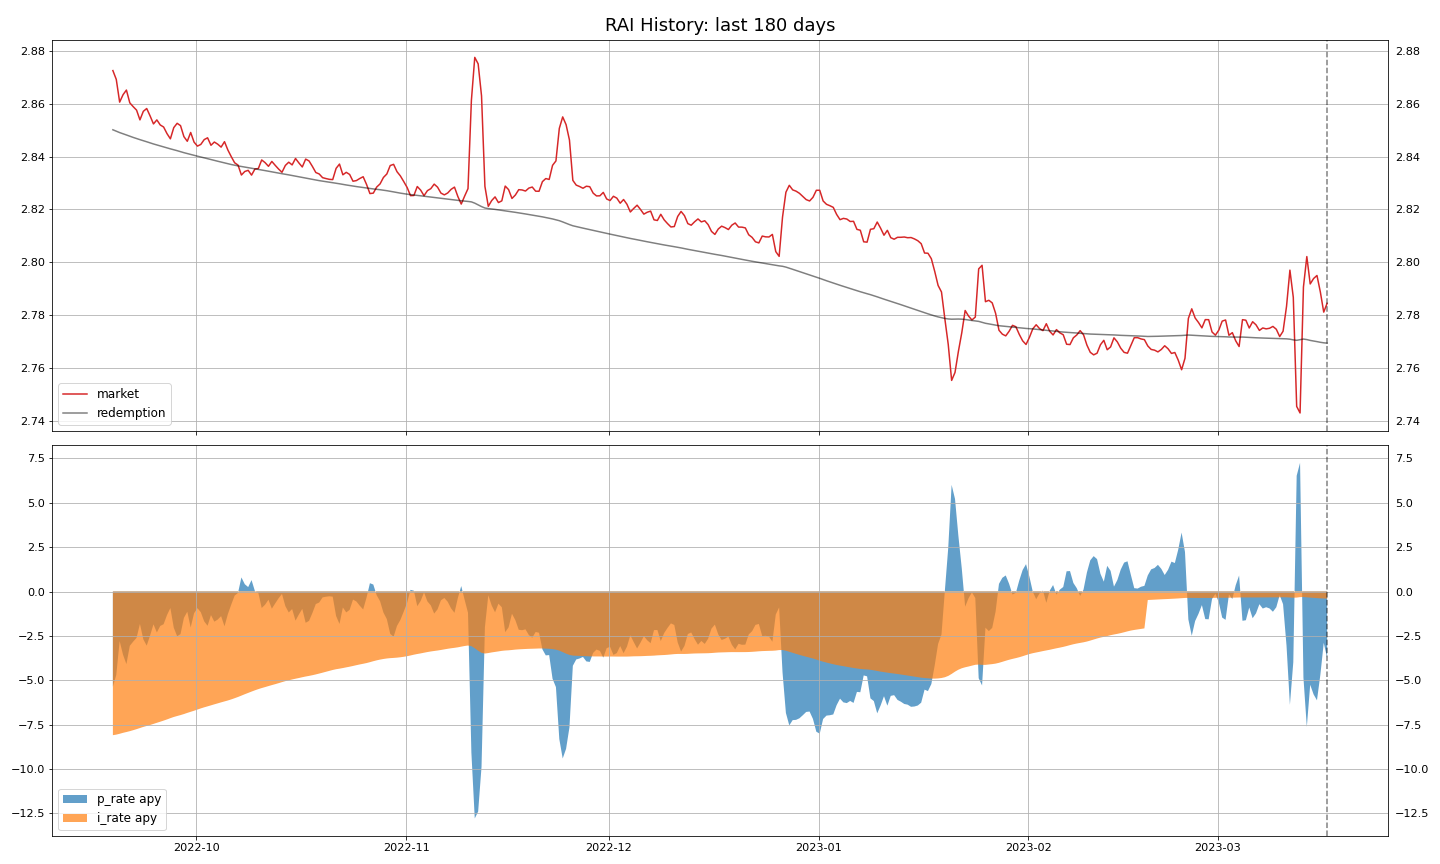 RAI History: last 180 days
2.88 2.88
2.86 2.86
2.84 2.84
2.82 2.82
2.80 2.80
2.78 2.78
2.76 2.76
2.74 2.74
market
redemption
7.5 7.5
5.0 5.0
2.5 2.5
0.0 0.0
−2.5 −2.5
−5.0 −5.0
−7.5 −7.5
−10.0 −10.0
−12.5 −12.5
p_rate apy
i_rate apy
2022-10 2022-11 2022-12 2023-01 2023-02 2023-03